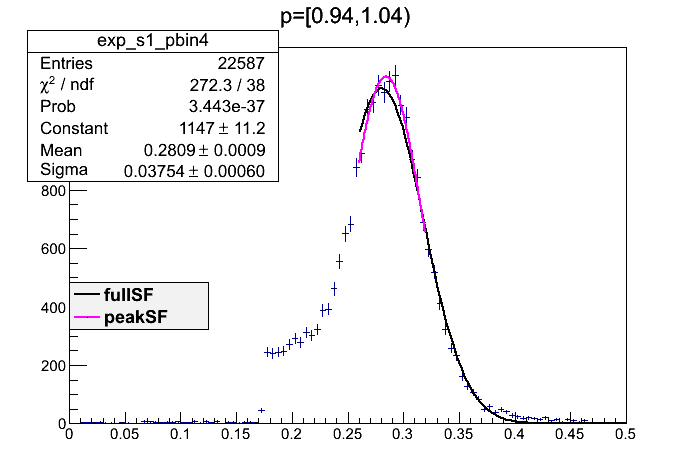 p=[0.94,1.04)
exp_s1_pbin4
Entries 22587
χ² / ndf 272.3 / 38
Prob 3.443e-37
Constant 1147 ± 11.2
Mean 0.2809 ± 0.0009
Sigma 0.03754 ± 0.00060
800
600
400
200
0
fullSF
peakSF
0 0.05 0.1 0.15 0.2 0.25 0.3 0.35 0.4 0.45 0.5